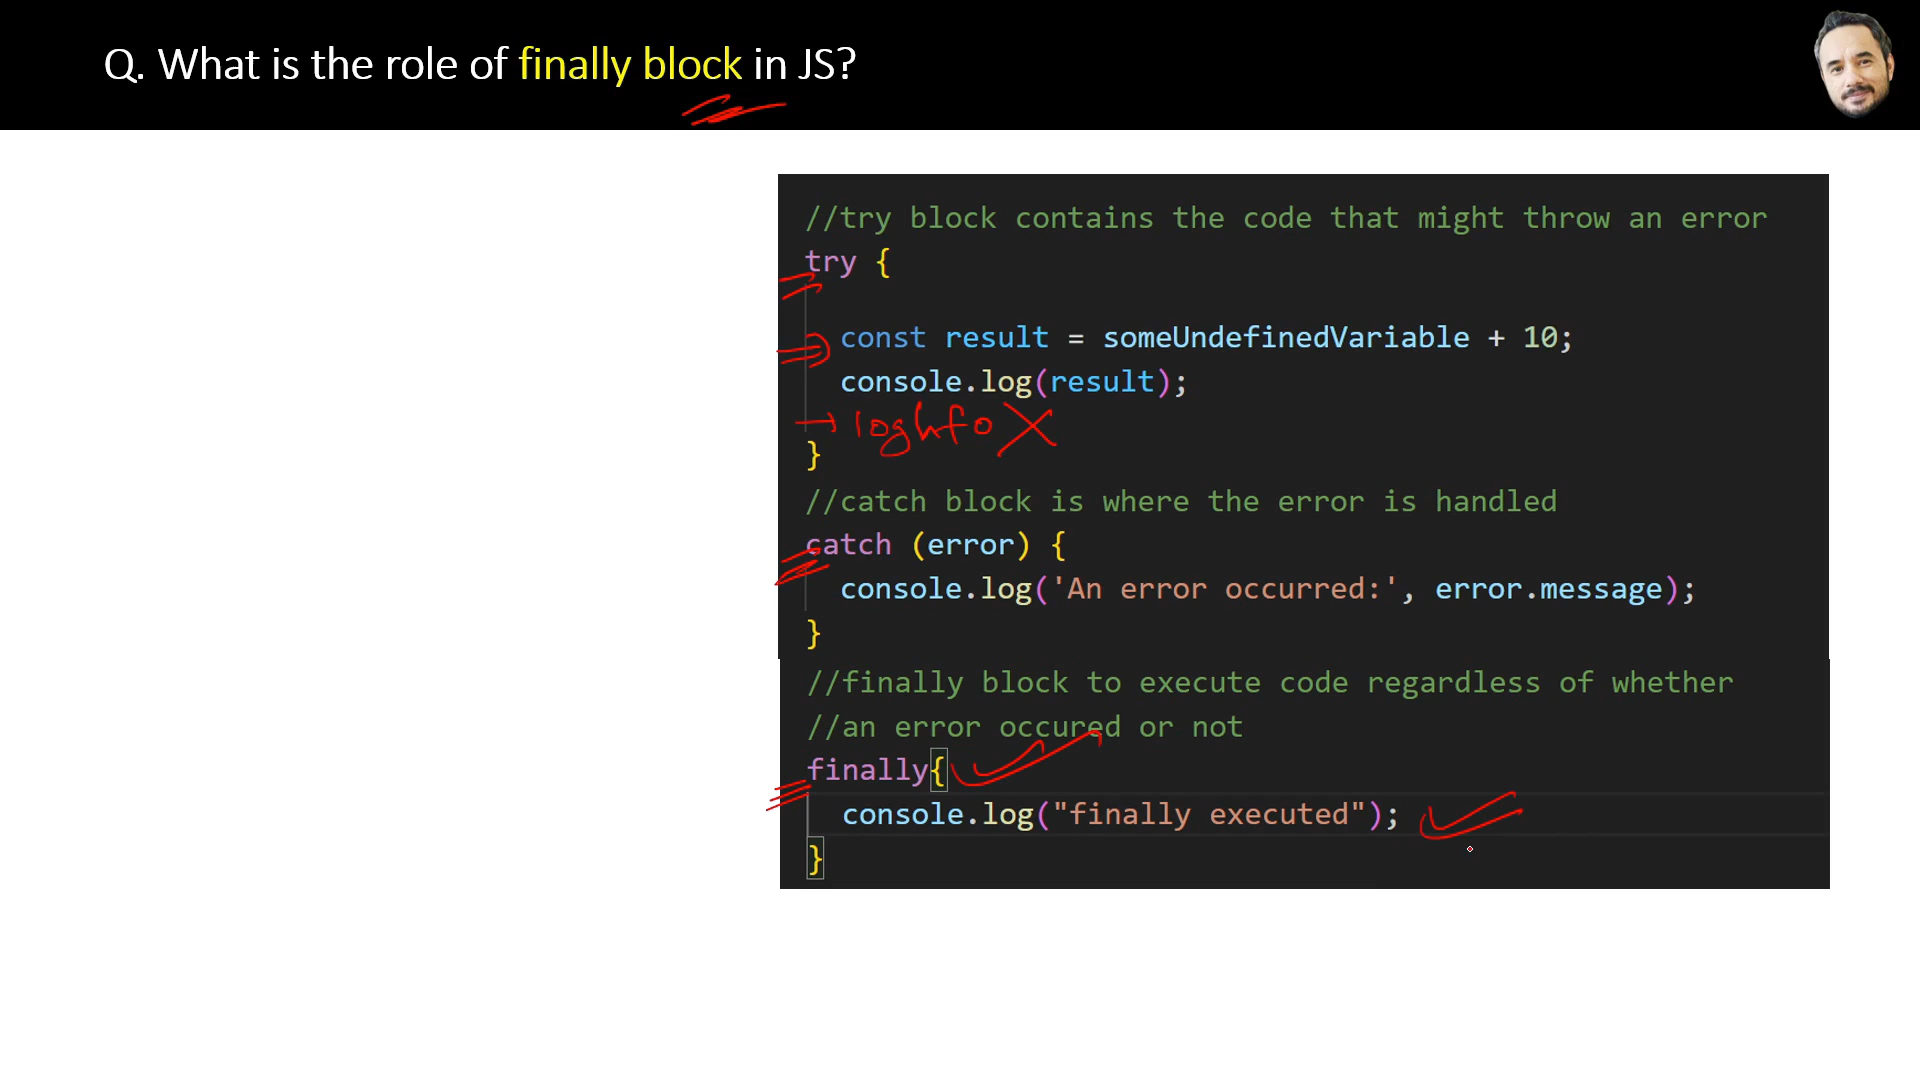 Q. What is the role of finally block in JS?
//try block contains the code that might throw an error
try {
const result = someUndefinedVariable + 10;
console.log(result);
logInfo
}
//catch block is where the error is handled
catch (error) {
console.log('An error occurred:', error.message);
}
//finally block to execute code regardless of whether
//an error occured or not
finally{
console.log("finally executed");
}